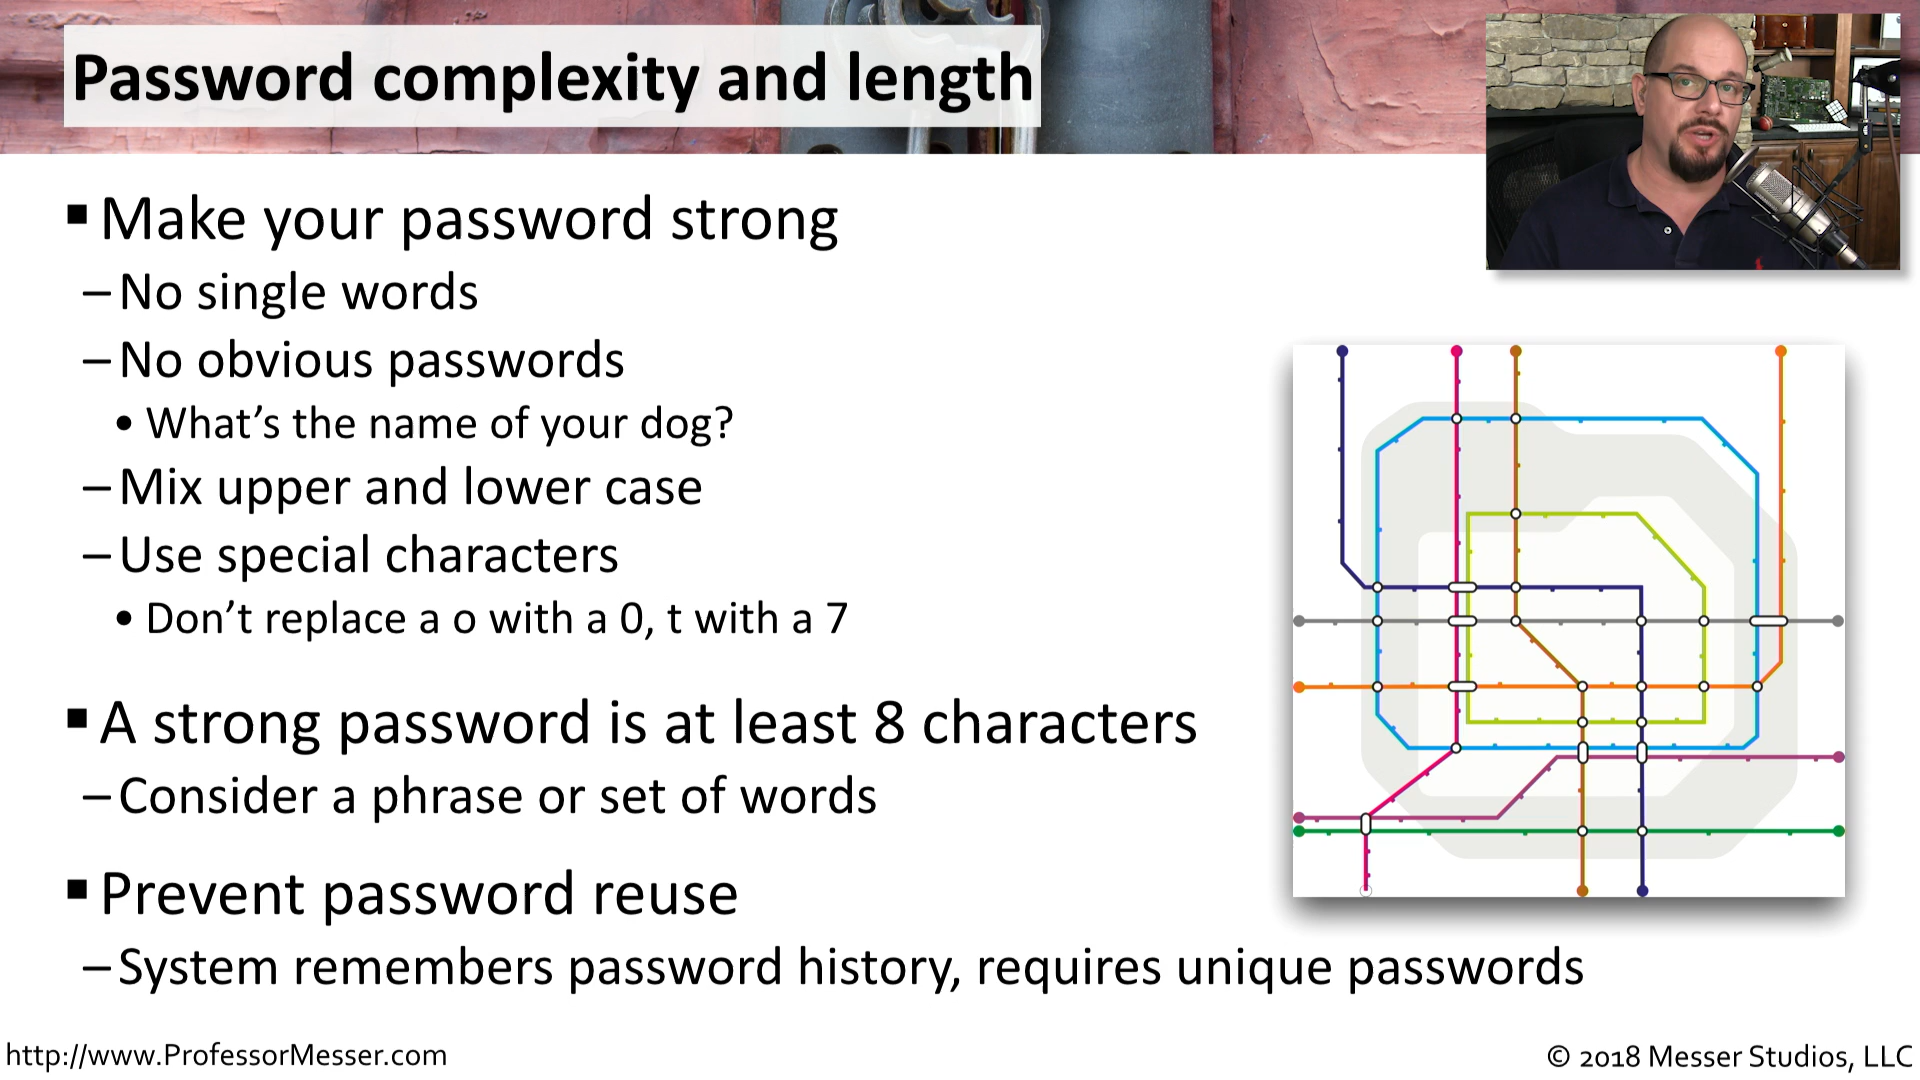 Password complexity and length
▪ Make your password strong
– No single words
– No obvious passwords
• What's the name of your dog?
– Mix upper and lower case
– Use special characters
• Don't replace a o with a 0, t with a 7
▪ A strong password is at least 8 characters
– Consider a phrase or set of words
▪ Prevent password reuse
– System remembers password history, requires unique passwords
http://www.ProfessorMesser.com
© 2018 Messer Studios, LLC